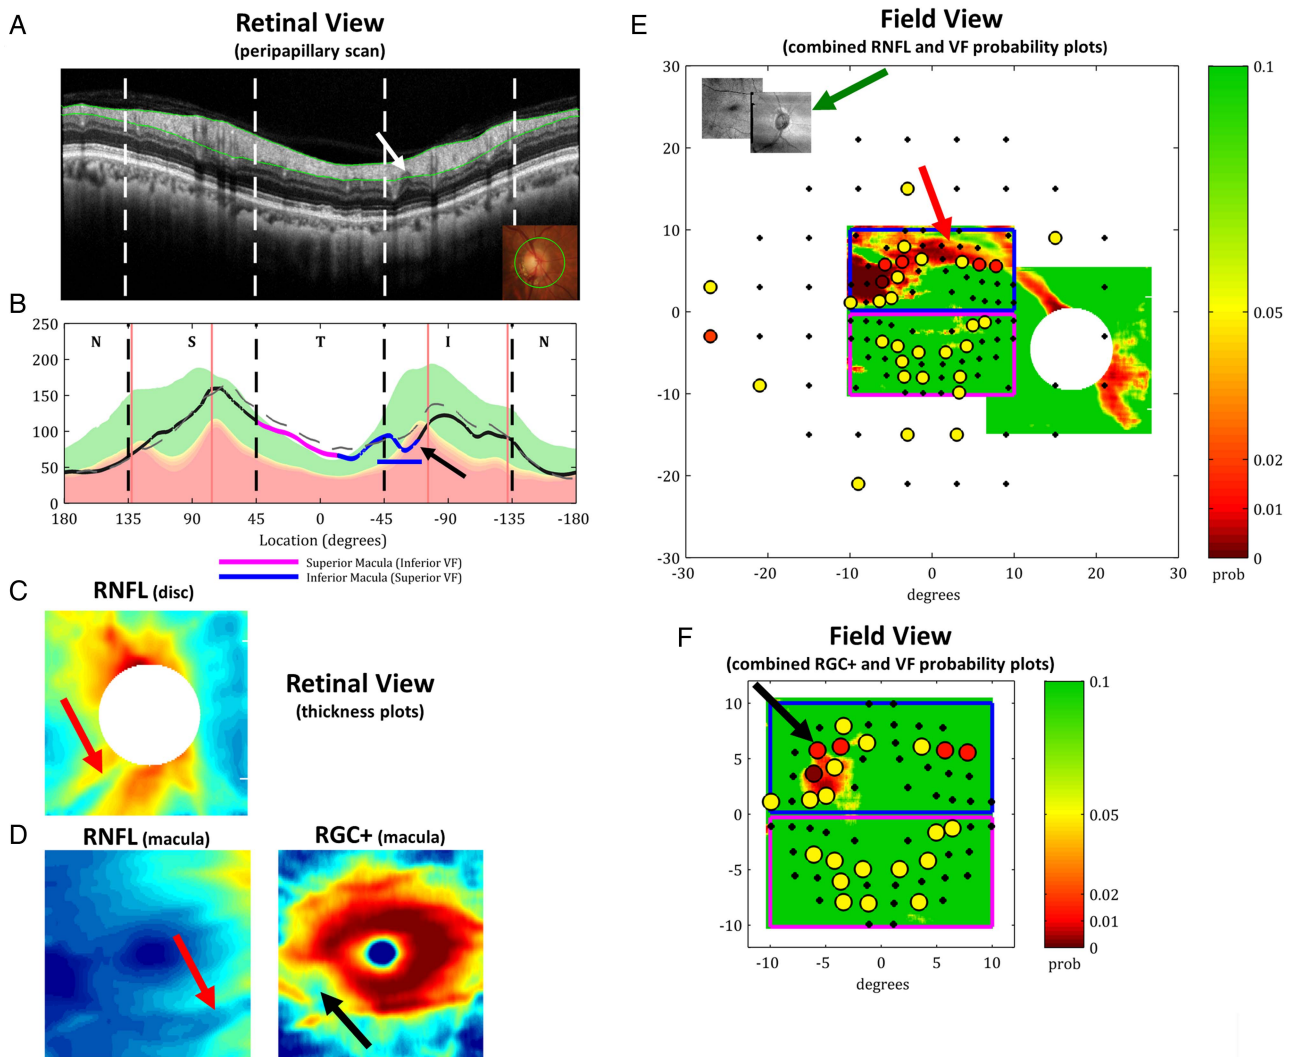 A
Retinal View
(peripapillary scan)
B
250
200
150
100
50
0
N
S
T
I
N
180
135
90
45
0
-45
-90
-135
-180
Location (degrees)
Superior Macula (Inferior VF)
Inferior Macula (Superior VF)
C
RNFL (disc)
Retinal View
(thickness plots)
D
RNFL (macula)
RGC+ (macula)
E
Field View
(combined RNFL and VF probability plots)
30
20
10
0
-10
-20
-30
-30
-20
-10
0
10
20
30
degrees
0.1
0.05
0.02
0.01
0
prob
F
Field View
(combined RGC+ and VF probability plots)
10
5
0
-5
-10
-10
-5
0
5
10
degrees
0.1
0.05
0.02
0.01
0
prob